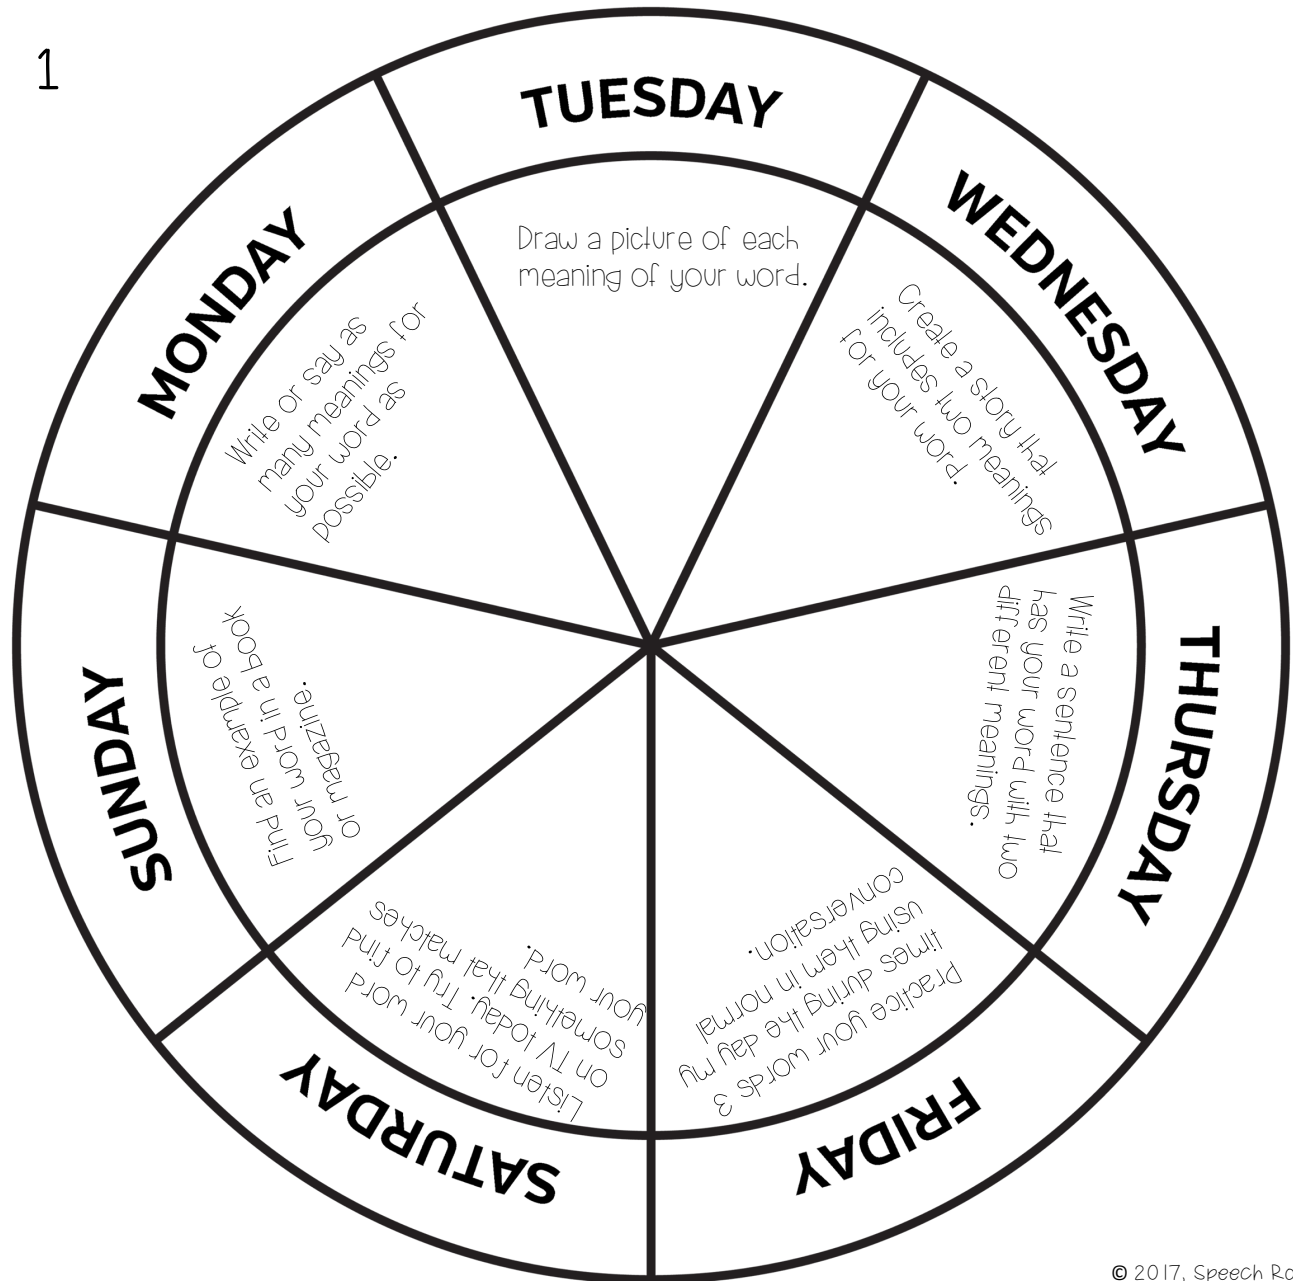 1
MONDAY
Write or say as
many meanings for
your word as
possible.
TUESDAY
Draw a picture of each
meaning of your word.
WEDNESDAY
Create a story that
includes two meanings
for your word.
THURSDAY
Write a sentence that
has your word with two
different meanings.
FRIDAY
Practice your words 3
times during the day my
using them in normal
conversation.
SATURDAY
Listen for your word
on TV today. Try to find
something that matches
your word.
SUNDAY
Find an example of
your word in a book
or magazine.
© 2017, Speech